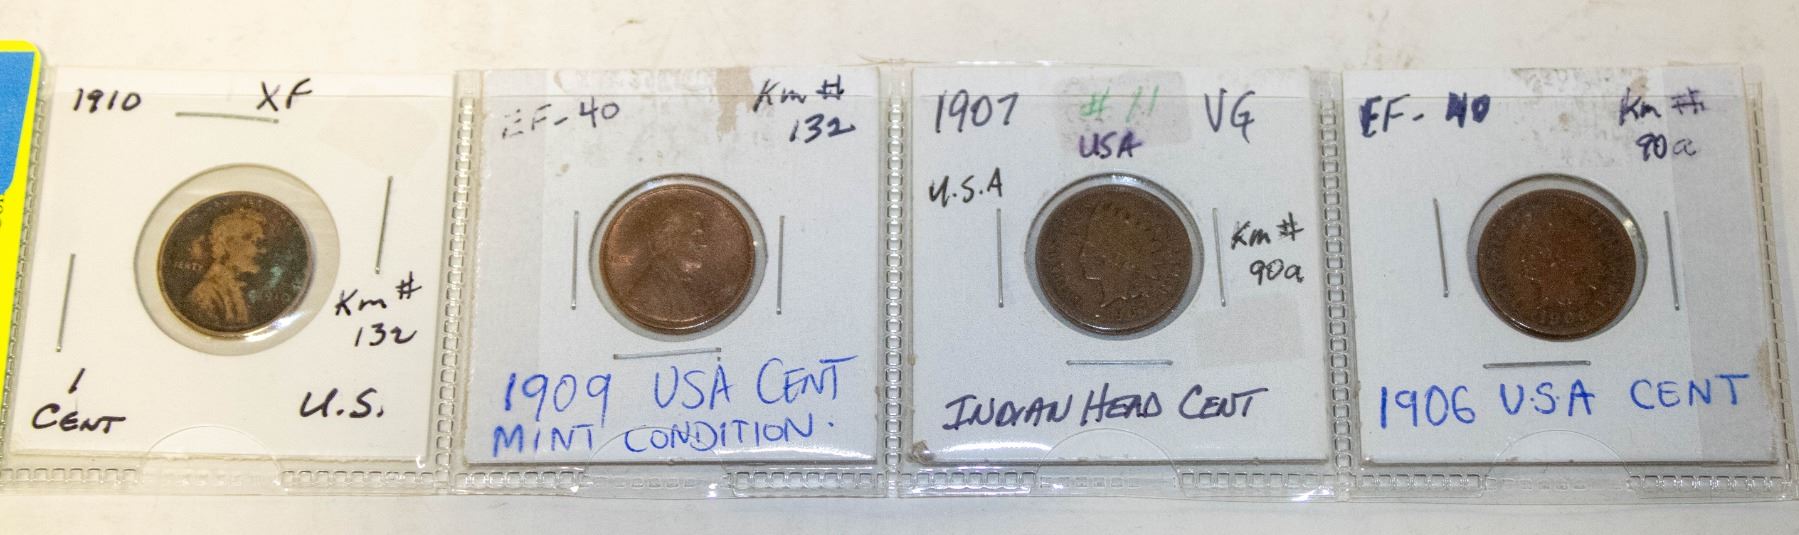 1910 XF
Km #
132
1
CENT
U.S.
EF-40
Km #
132
1909 USA CENT
MINT CONDITION.
1907 #11 VG
USA
U.S.A
Km #
90a
INDIAN HEAD CENT
EF-40
Km #
90a
1906 U.S.A CENT